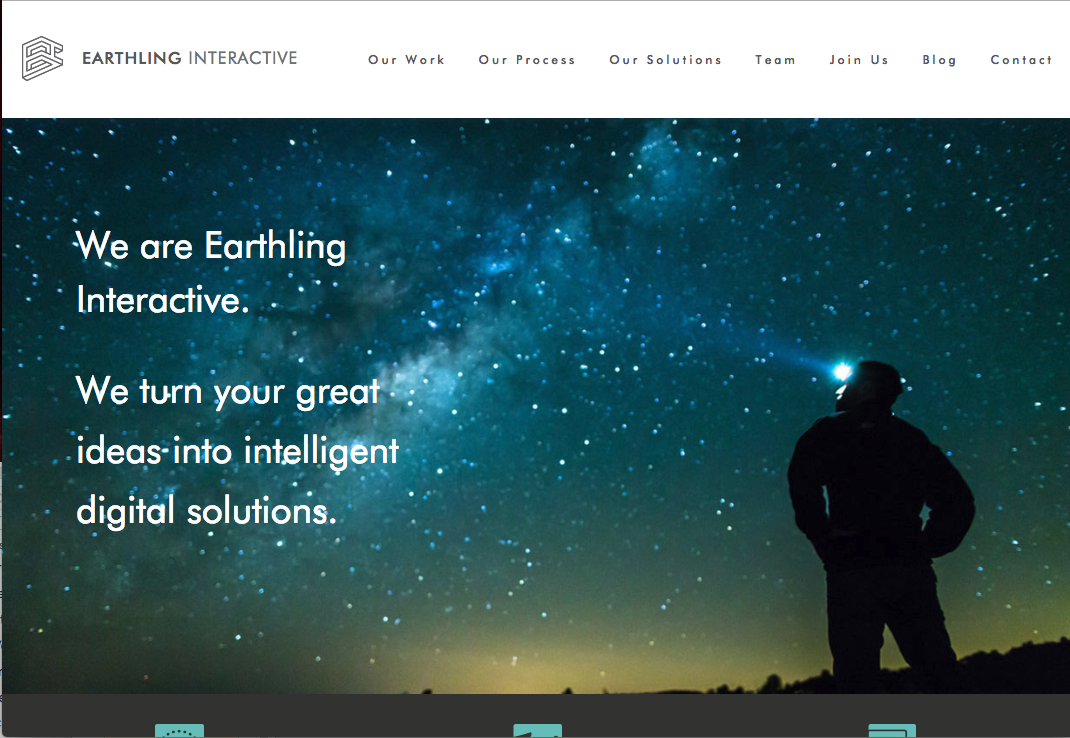 EARTHLING INTERACTIVE
Our Work Our Process Our Solutions Team Join Us Blog Contact
We are Earthling
Interactive.
We turn your great
ideas into intelligent
digital solutions.